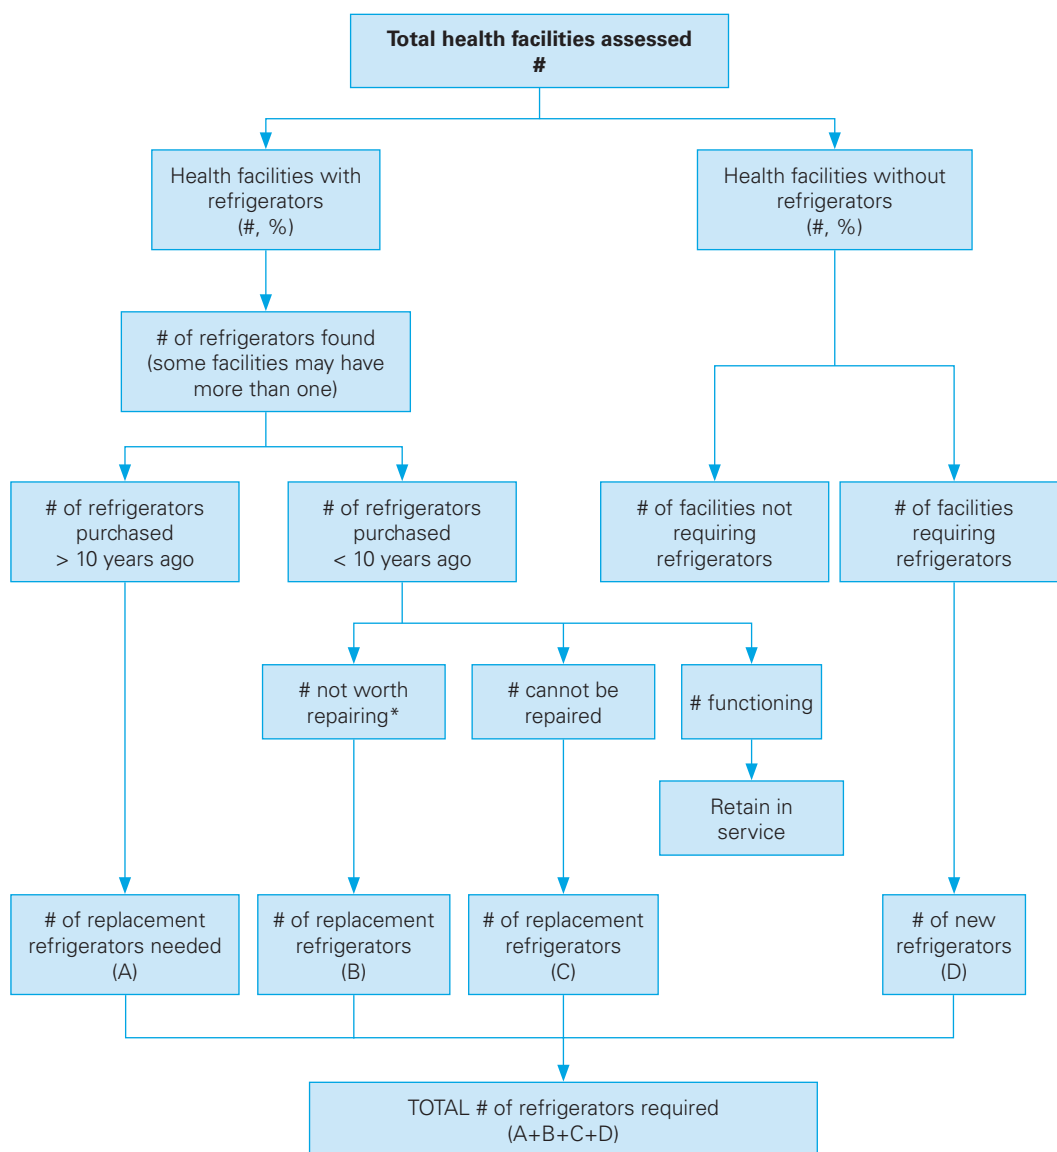 Total health facilities assessed
#
Health facilities with
refrigerators
(#, %)
Health facilities without
refrigerators
(#, %)
# of refrigerators found
(some facilities may have
more than one)
# of refrigerators
purchased
> 10 years ago
# of refrigerators
purchased
< 10 years ago
# of facilities not
requiring
refrigerators
# of facilities
requiring
refrigerators
# not worth
repairing*
# cannot be
repaired
# functioning
Retain in
service
# of replacement
refrigerators needed
(A)
# of replacement
refrigerators
(B)
# of replacement
refrigerators
(C)
# of new
refrigerators
(D)
TOTAL # of refrigerators required
(A+B+C+D)